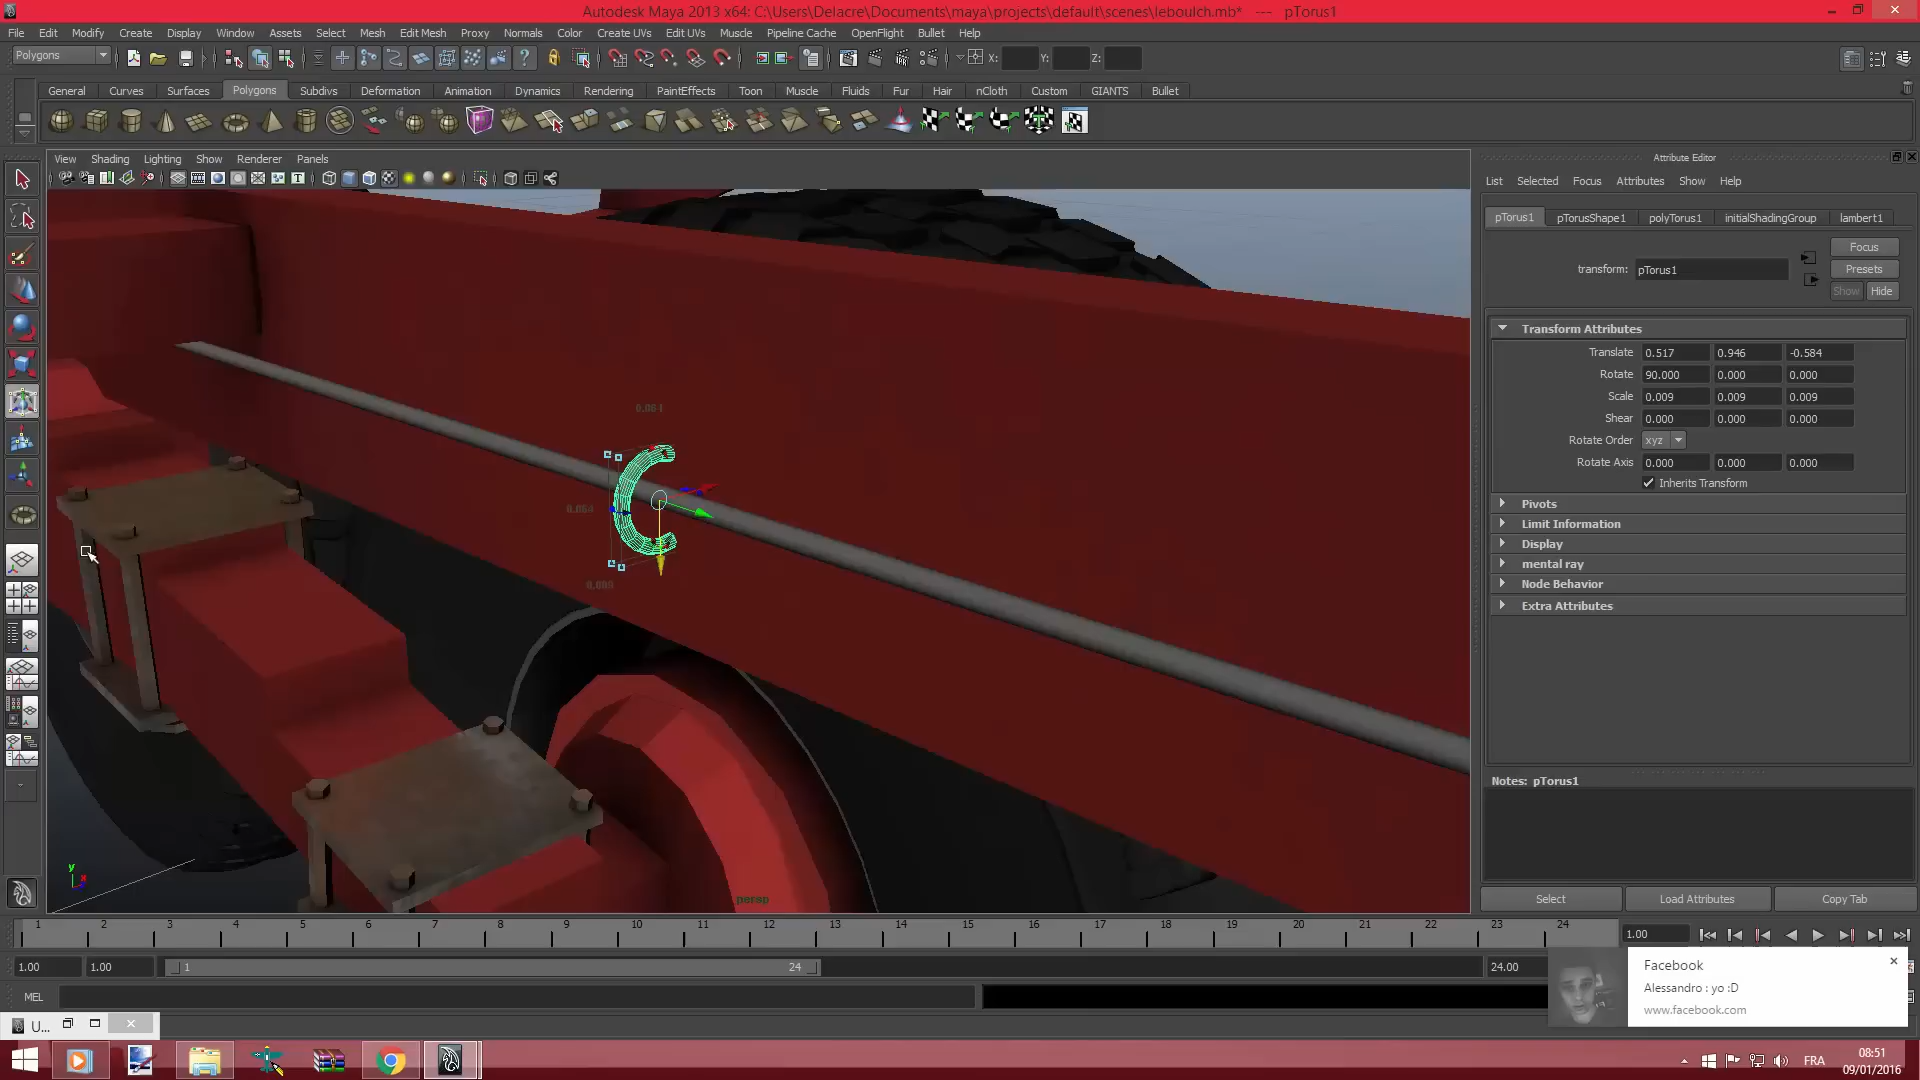 Autodesk Maya 2013 x64: C:\Users\Delacre\Documents\maya\projects\default\scenes\leboulch.mb*   ---   pTorus1
File Edit Modify Create Display Window Assets Select Mesh Edit Mesh Proxy Normals Color Create UVs Edit UVs Muscle Pipeline Cache OpenFlight Bullet Help
Polygons X: Y: Z:
General Curves Surfaces Polygons Subdivs Deformation Animation Dynamics Rendering PaintEffects Toon Muscle Fluids Fur Hair nCloth Custom GIANTS Bullet
View Shading Lighting Show Renderer Panels
Attribute Editor
List Selected Focus Attributes Show Help
pTorus1 pTorusShape1 polyTorus1 initialShadingGroup lambert1
Focus
transform: pTorus1 Presets
Show Hide
Transform Attributes
Translate 0.517 0.946 -0.584
Rotate 90.000 0.000 0.000
Scale 0.009 0.009 0.009
Shear 0.000 0.000 0.000
Rotate Order xyz
Rotate Axis 0.000 0.000 0.000
Inherits Transform
Pivots
Limit Information
Display
mental ray
Node Behavior
Extra Attributes
Notes: pTorus1
Select Load Attributes Copy Tab
y
x
persp
1 2 3 4 5 6 7 8 9 10 11 12 13 14 15 16 17 18 19 20 21 22 23 24 1.00
1.00 1.00 1 24 24.00
MEL
Facebook
Alessandro : yo :D
www.facebook.com
U...
FRA
08:51
09/01/2016